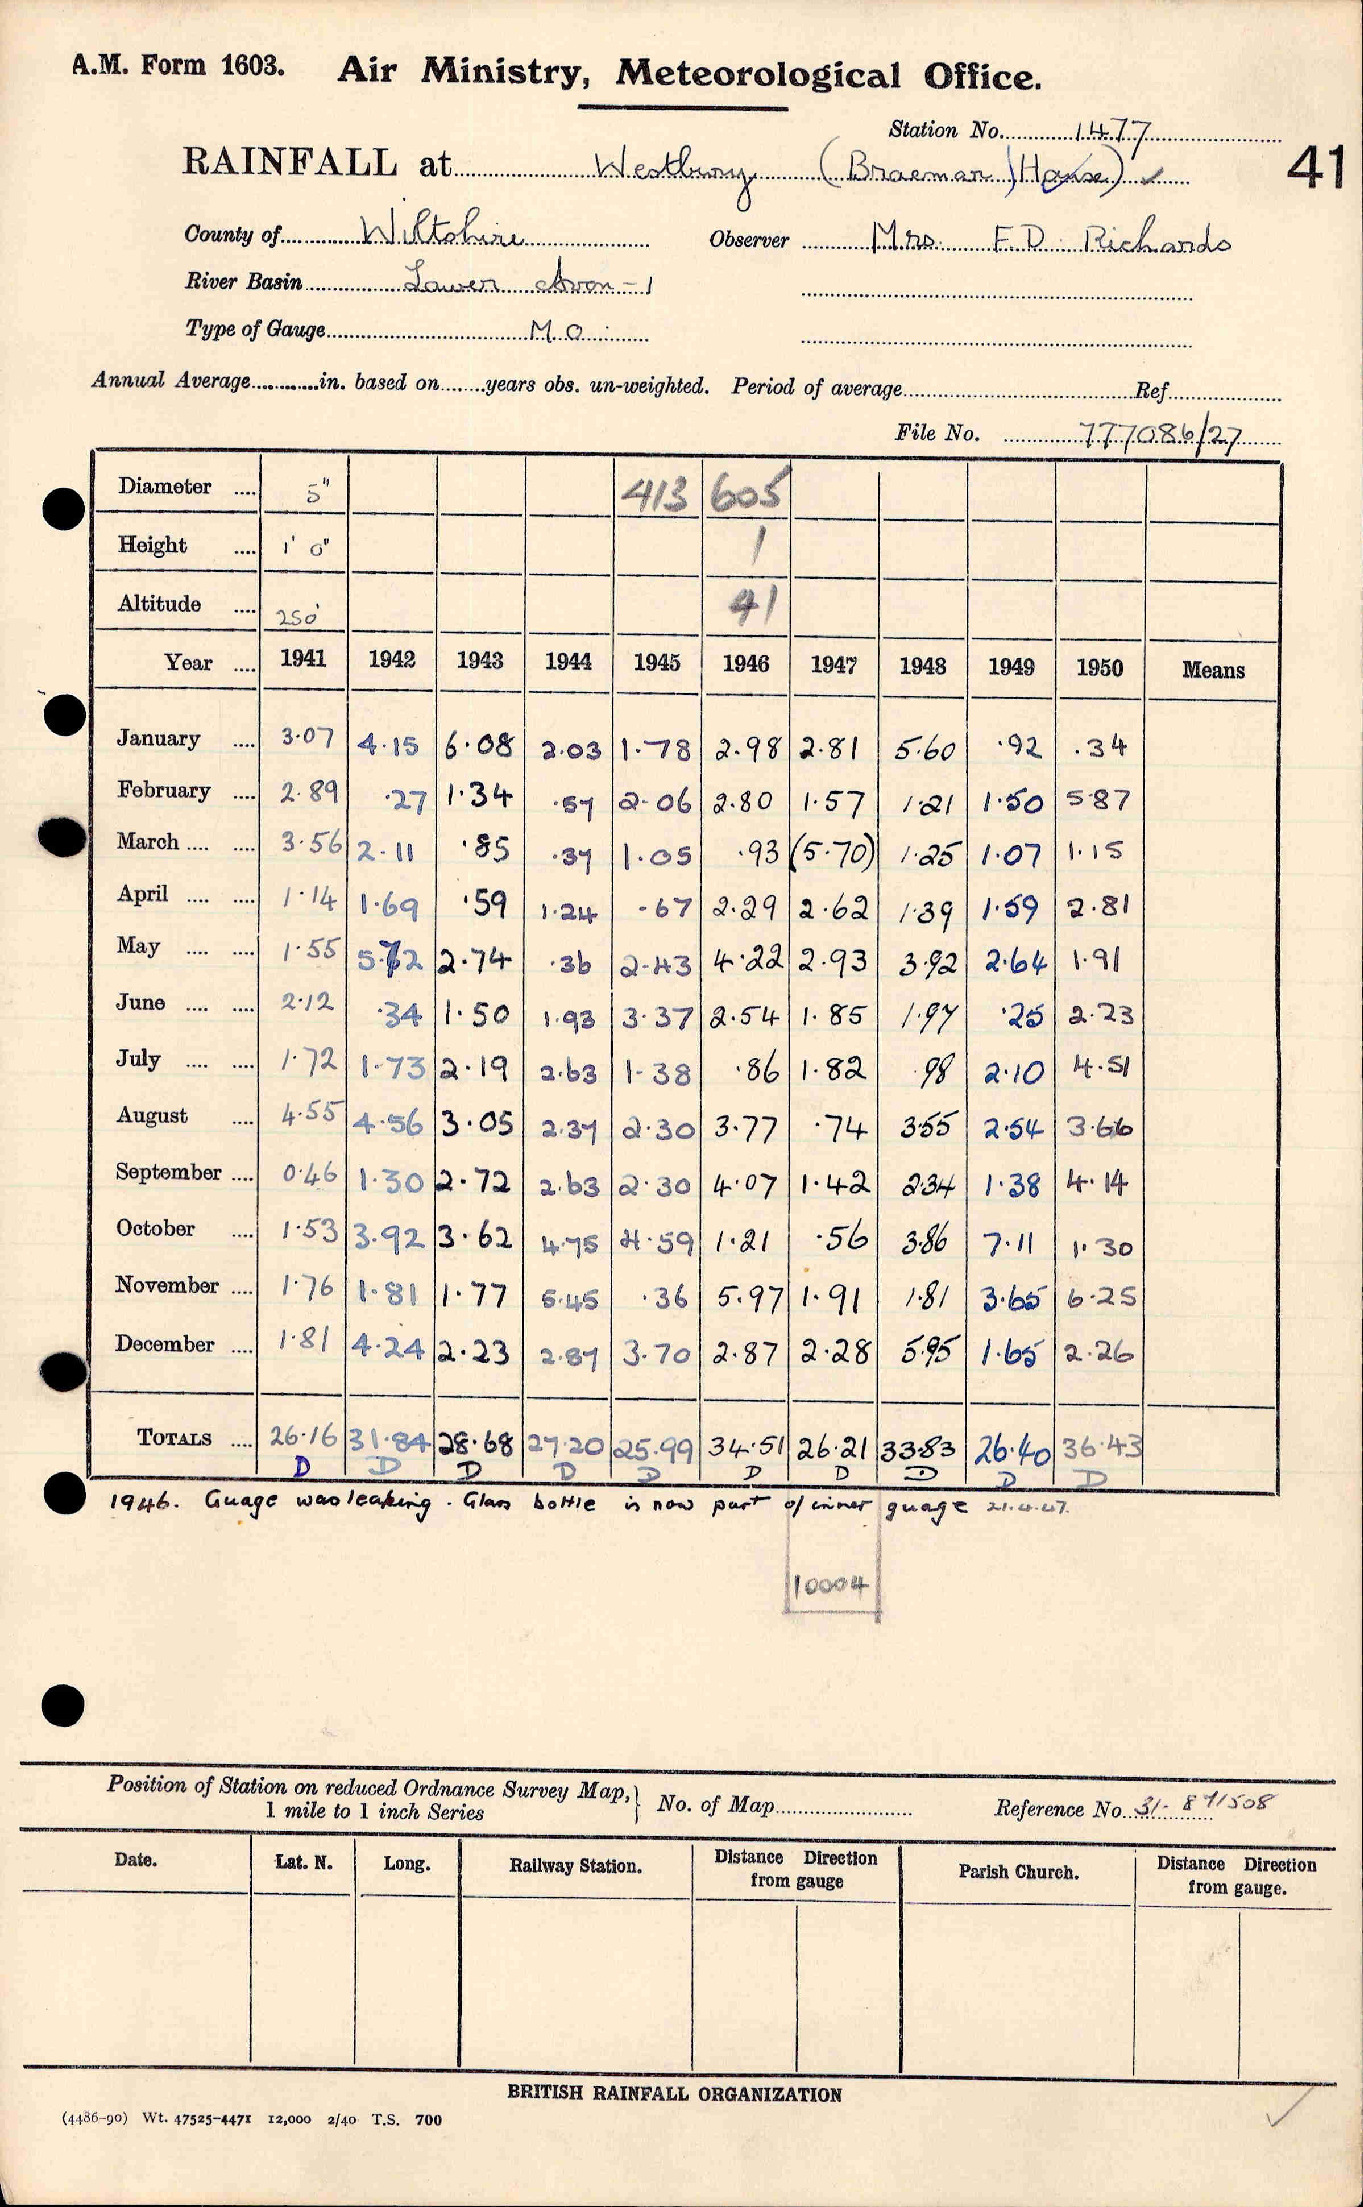 A.M. Form 1603. Air Ministry, Meteorological Office.
Station No. 1477
RAINFALL at Westbury (Braemar) House) ✓ 41
County of Wiltshire Observer Mrs. F.D. Richards
River Basin Lower Avon - 1
Type of Gauge M.O.
Annual Average in. based on years obs. un-weighted. Period of average Ref
File No. 777086/27
Diameter 5" 413 605
Height 1' 0" 1
Altitude 250' 41
Year 1941 1942 1943 1944 1945 1946 1947 1948 1949 1950 Means
January 3.07 4.15 6.08 2.03 1.78 2.98 2.81 5.60 .92 .34
February 2.89 .27 1.34 .57 2.06 2.80 1.57 1.21 1.50 5.87
March 3.56 2.11 .85 .37 1.05 .93 (5.70) 1.25 1.07 1.15
April 1.14 1.69 .59 1.24 .67 2.29 2.62 1.39 1.59 2.81
May 1.55 5.72 2.74 .36 2.43 4.22 2.93 3.92 2.64 1.91
June 2.12 .34 1.50 1.93 3.37 2.54 1.85 1.97 .25 2.23
July 1.72 1.73 2.19 2.63 1.38 .86 1.82 .98 2.10 4.51
August 4.55 4.56 3.05 2.37 2.30 3.77 .74 3.55 2.54 3.66
September 0.46 1.30 2.72 2.63 2.30 4.07 1.42 2.34 1.38 4.14
October 1.53 3.92 3.62 4.75 4.59 1.21 .56 3.86 7.11 1.30
November 1.76 1.81 1.77 5.45 .36 5.97 1.91 1.81 3.65 6.25
December 1.81 4.24 2.23 2.87 3.70 2.87 2.28 5.95 1.65 2.26
TOTALS 26.16 31.84 28.68 27.20 25.99 34.51 26.21 33.83 26.40 36.43
D D D D D D D D D D
1946. Guage was leaking. Glass bottle is now part of inner guage 21.4.47.
10004
Position of Station on reduced Ordnance Survey Map, 1 mile to 1 inch Series } No. of Map Reference No. 31-871508
Date. Lat. N. Long. Railway Station. Distance Direction from gauge Parish Church. Distance Direction from gauge.
BRITISH RAINFALL ORGANIZATION
(4486-90) Wt. 47525-4471 12,000 2/40 T.S. 700